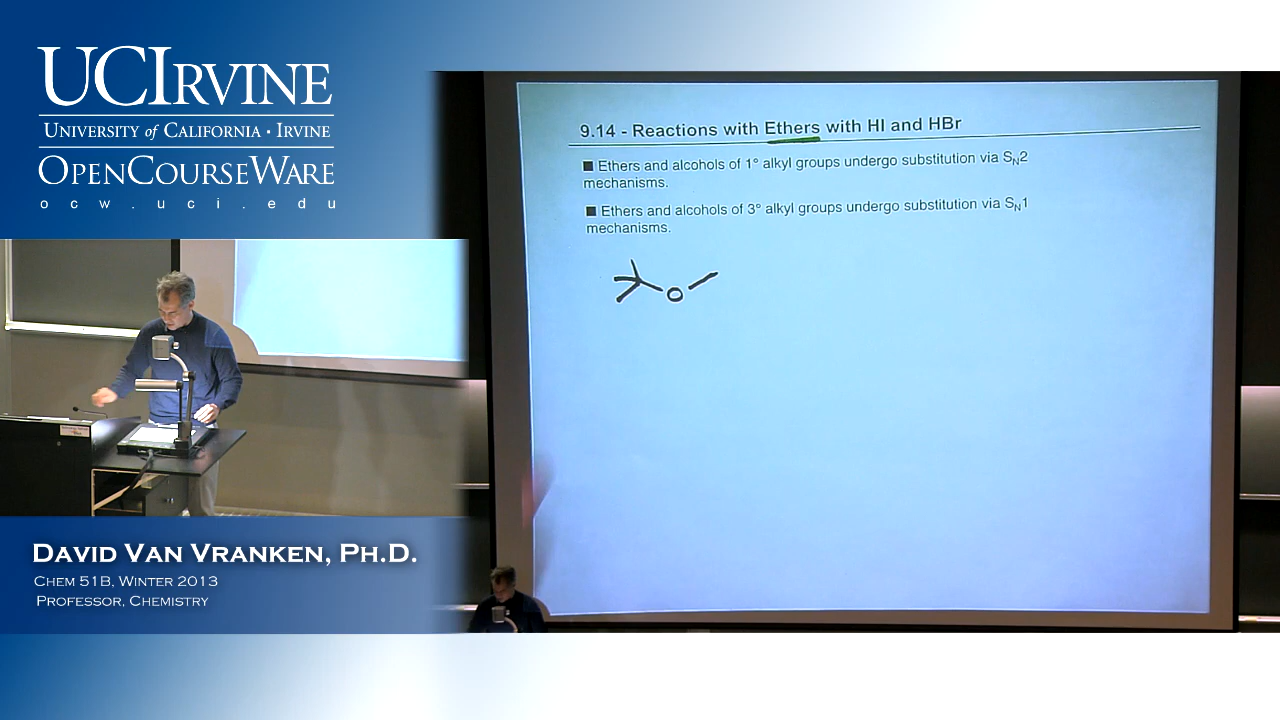 UCIRVINE
UNIVERSITY of CALIFORNIA · IRVINE
OPENCOURSEWARE
ocw.uci.edu
9.14 - Reactions with Ethers with HI and HBr
■ Ethers and alcohols of 1° alkyl groups undergo substitution via SN2
mechanisms.
■ Ethers and alcohols of 3° alkyl groups undergo substitution via SN1
mechanisms.
O
DAVID VAN VRANKEN, PH.D.
CHEM 51B, WINTER 2013
PROFESSOR, CHEMISTRY